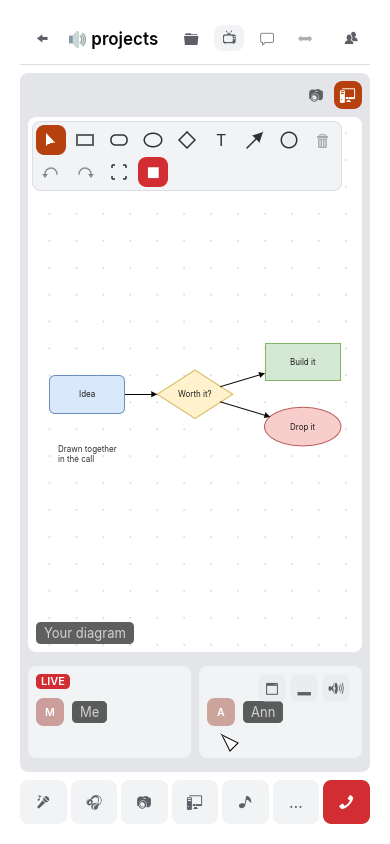 projects
T
Build it
Idea
Worth it?
Drop it
Drawn together
in the call
Your diagram
LIVE
M
Me
A
Ann
...